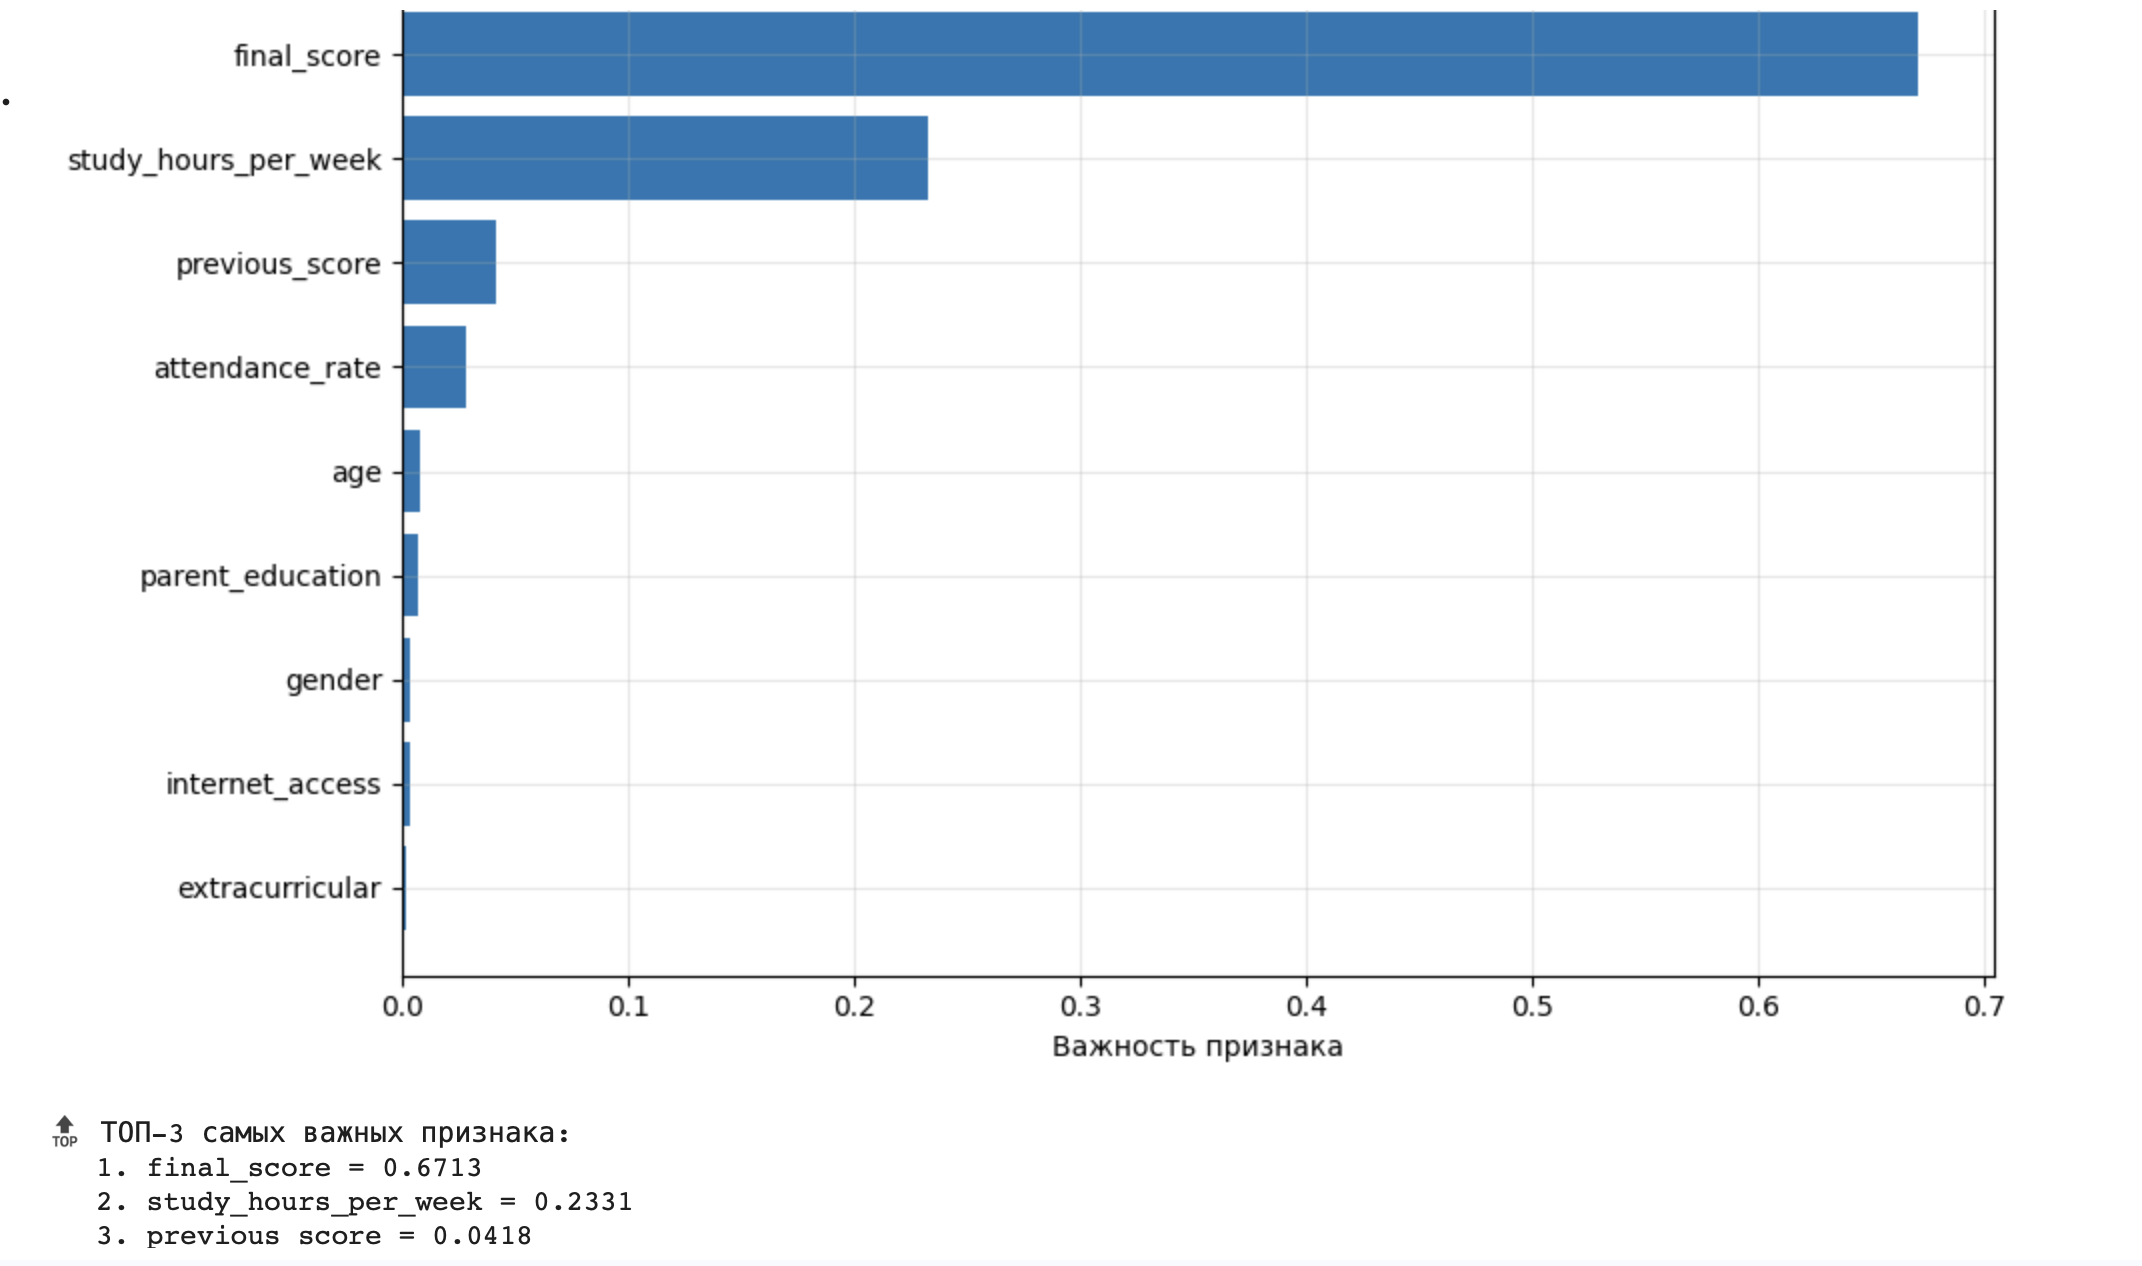 final_score
study_hours_per_week
previous_score
attendance_rate
age
parent_education
gender
internet_access
extracurricular
0.0 0.1 0.2 0.3 0.4 0.5 0.6 0.7
Важность признака
TOP ТОП-3 самых важных признака:
1. final_score = 0.6713
2. study_hours_per_week = 0.2331
3. previous score = 0.0418